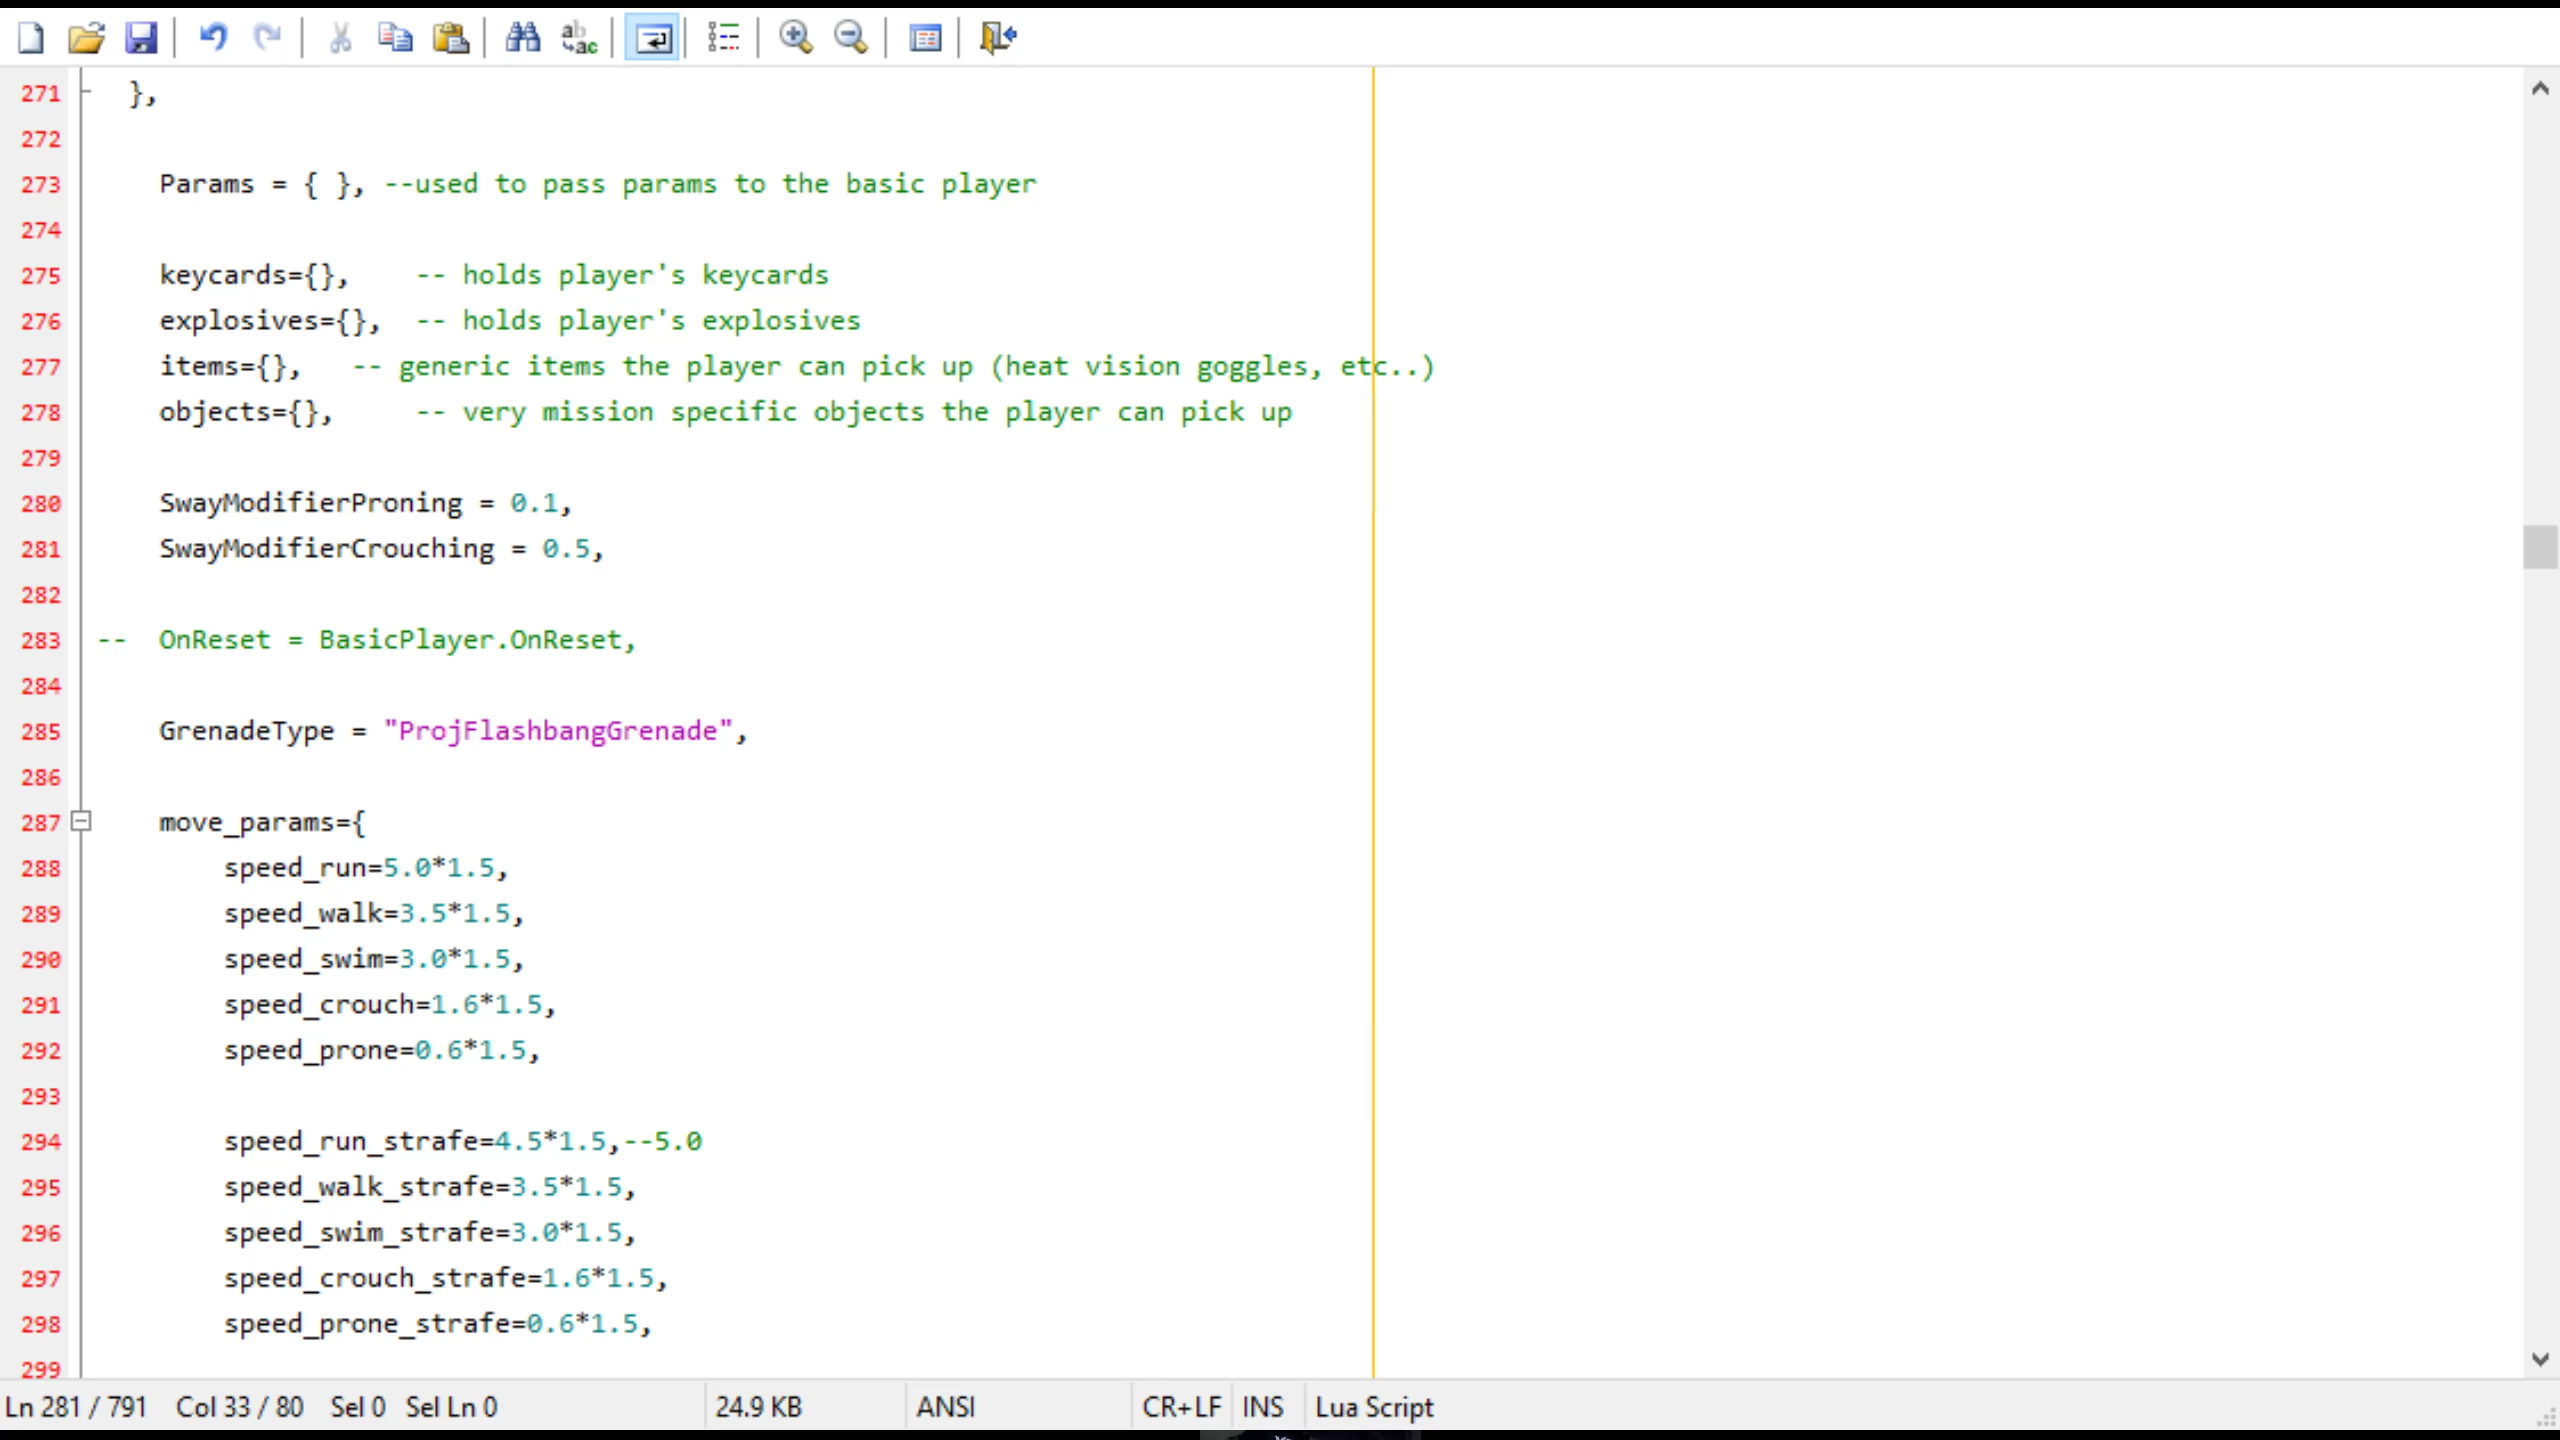 271 },
272
273 Params = { }, --used to pass params to the basic player
274
275 keycards={}, -- holds player's keycards
276 explosives={}, -- holds player's explosives
277 items={}, -- generic items the player can pick up (heat vision goggles, etc..)
278 objects={}, -- very mission specific objects the player can pick up
279
280 SwayModifierProning = 0.1,
281 SwayModifierCrouching = 0.5,
282
283 -- OnReset = BasicPlayer.OnReset,
284
285 GrenadeType = "ProjFlashbangGrenade",
286
287 move_params={
288 speed_run=5.0*1.5,
289 speed_walk=3.5*1.5,
290 speed_swim=3.0*1.5,
291 speed_crouch=1.6*1.5,
292 speed_prone=0.6*1.5,
293
294 speed_run_strafe=4.5*1.5,--5.0
295 speed_walk_strafe=3.5*1.5,
296 speed_swim_strafe=3.0*1.5,
297 speed_crouch_strafe=1.6*1.5,
298 speed_prone_strafe=0.6*1.5,
299
Ln 281 / 791 Col 33 / 80 Sel 0 Sel Ln 0 24.9 KB ANSI CR+LF INS Lua Script